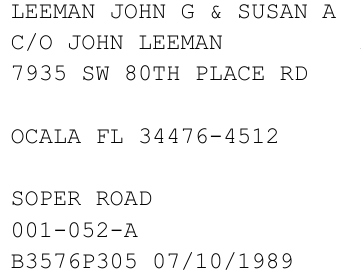 LEEMAN JOHN G & SUSAN A
C/O JOHN LEEMAN
7935 SW 80TH PLACE RD
OCALA FL 34476-4512
SOPER ROAD
001-052-A
B3576P305 07/10/1989